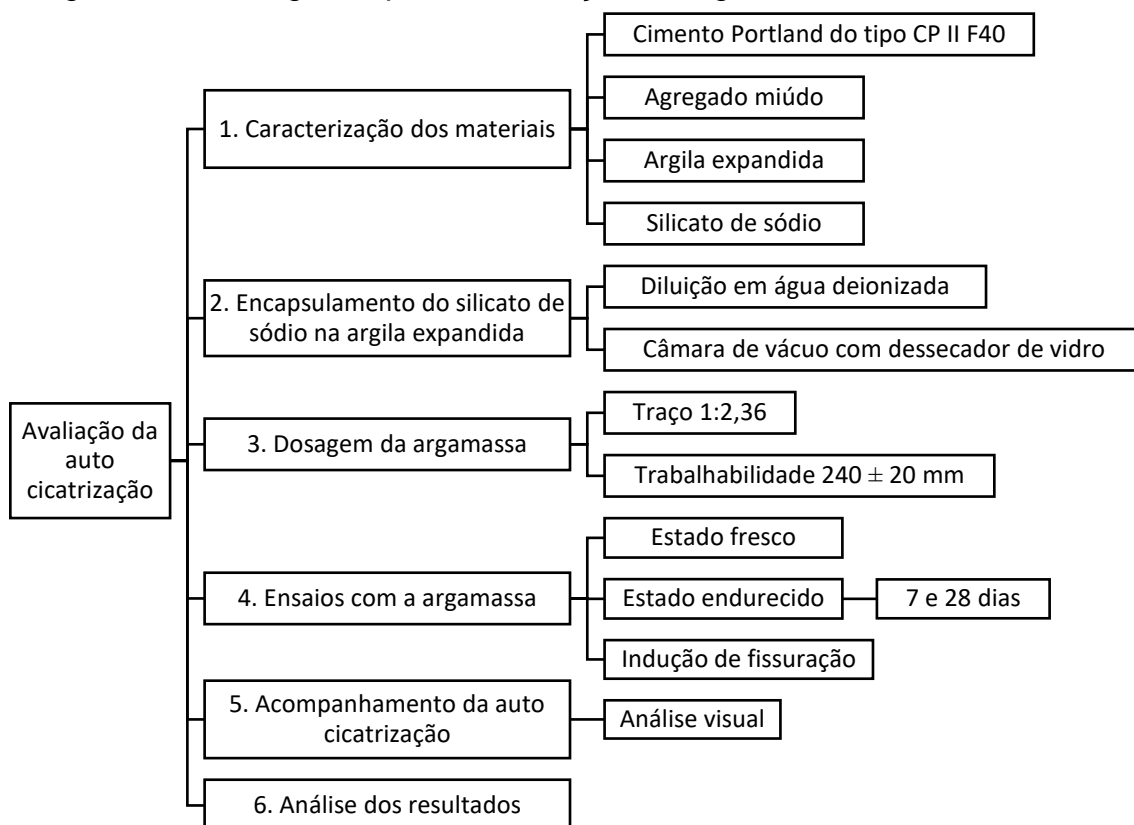 Cimento Portland do tipo CP II F40
1. Caracterização dos materiais
Agregado miúdo
Argila expandida
Silicato de sódio
2. Encapsulamento do silicato de
sódio na argila expandida
Diluição em água deionizada
Câmara de vácuo com dessecador de vidro
Avaliação da
auto
cicatrização
3. Dosagem da argamassa
Traço 1:2,36
Trabalhabilidade 240 ± 20 mm
4. Ensaios com a argamassa
Estado fresco
Estado endurecido
7 e 28 dias
Indução de fissuração
5. Acompanhamento da auto
cicatrização
Análise visual
6. Análise dos resultados